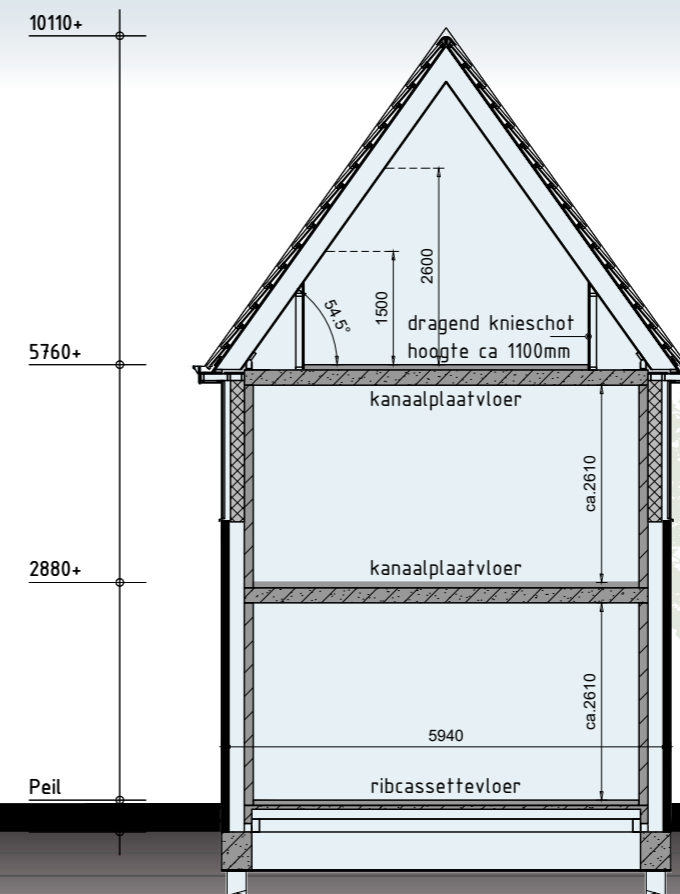 10110+
2600
1500
54.5°
dragend knieschot
hoogte ca 1100mm
5760+
kanaalplaatvloer
ca.2610
2880+
kanaalplaatvloer
ca.2610
5940
Peil
ribcassettevloer